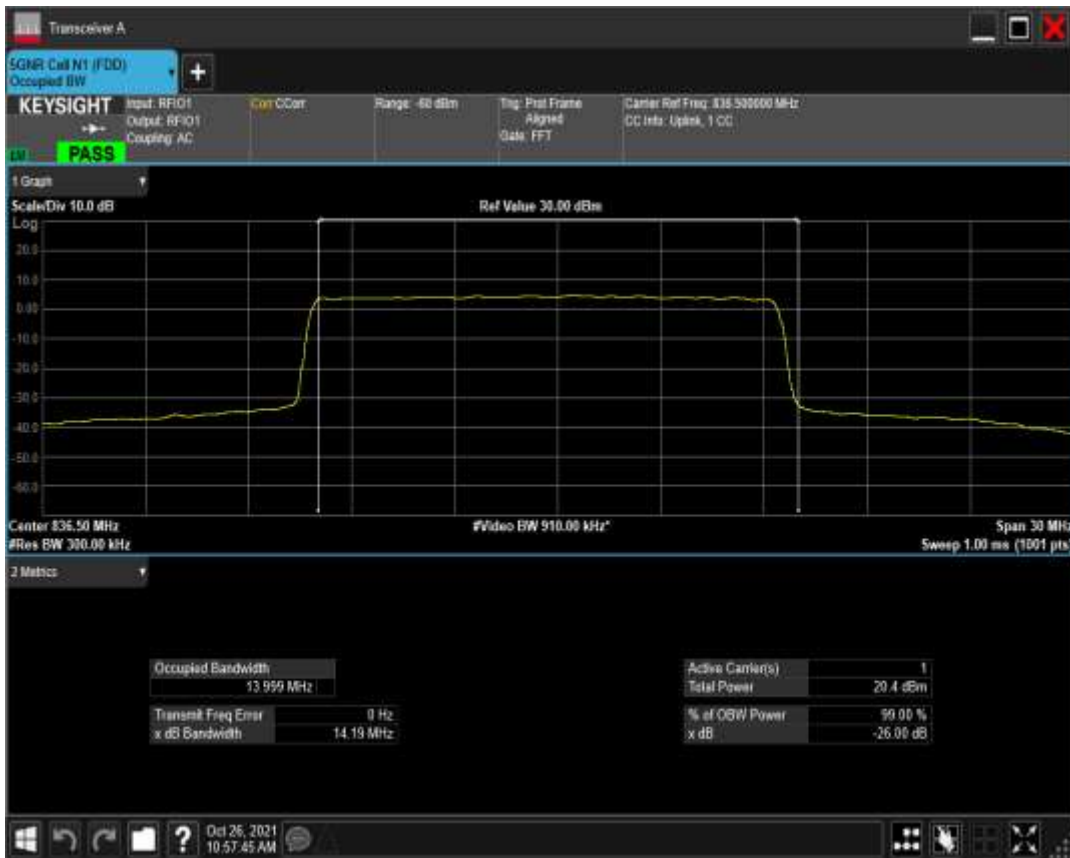 Transceiver A
5GNR Cell N1 (FDD)
Occupied BW
+
KEYSIGHT
Input: RFIO1
Output: RFIO1
Coupling: AC
Corr CCorr
Range: -60 dBm
Trig: Prot Frame
Aligned
Gate: FFT
Carrier Ref Freq: 836.500000 MHz
CC Info: Uplink, 1 CC
PASS
1 Graph
Scale/Div 10.0 dB
Ref Value 30.00 dBm
Log
20.0
10.0
0.00
-10.0
-20.0
-30.0
-40.0
-50.0
-60.0
Center 836.50 MHz
#Video BW 910.00 kHz*
Span 30 MHz
#Res BW 300.00 kHz
Sweep 1.00 ms (1001 pts)
2 Metrics
Occupied Bandwidth
13.999 MHz
Active Carrier(s) 1
Total Power 20.4 dBm
Transmit Freq Error 0 Hz
x dB Bandwidth 14.19 MHz
% of OBW Power 99.00 %
x dB -26.00 dB
?
Oct 26, 2021
10:57:45 AM